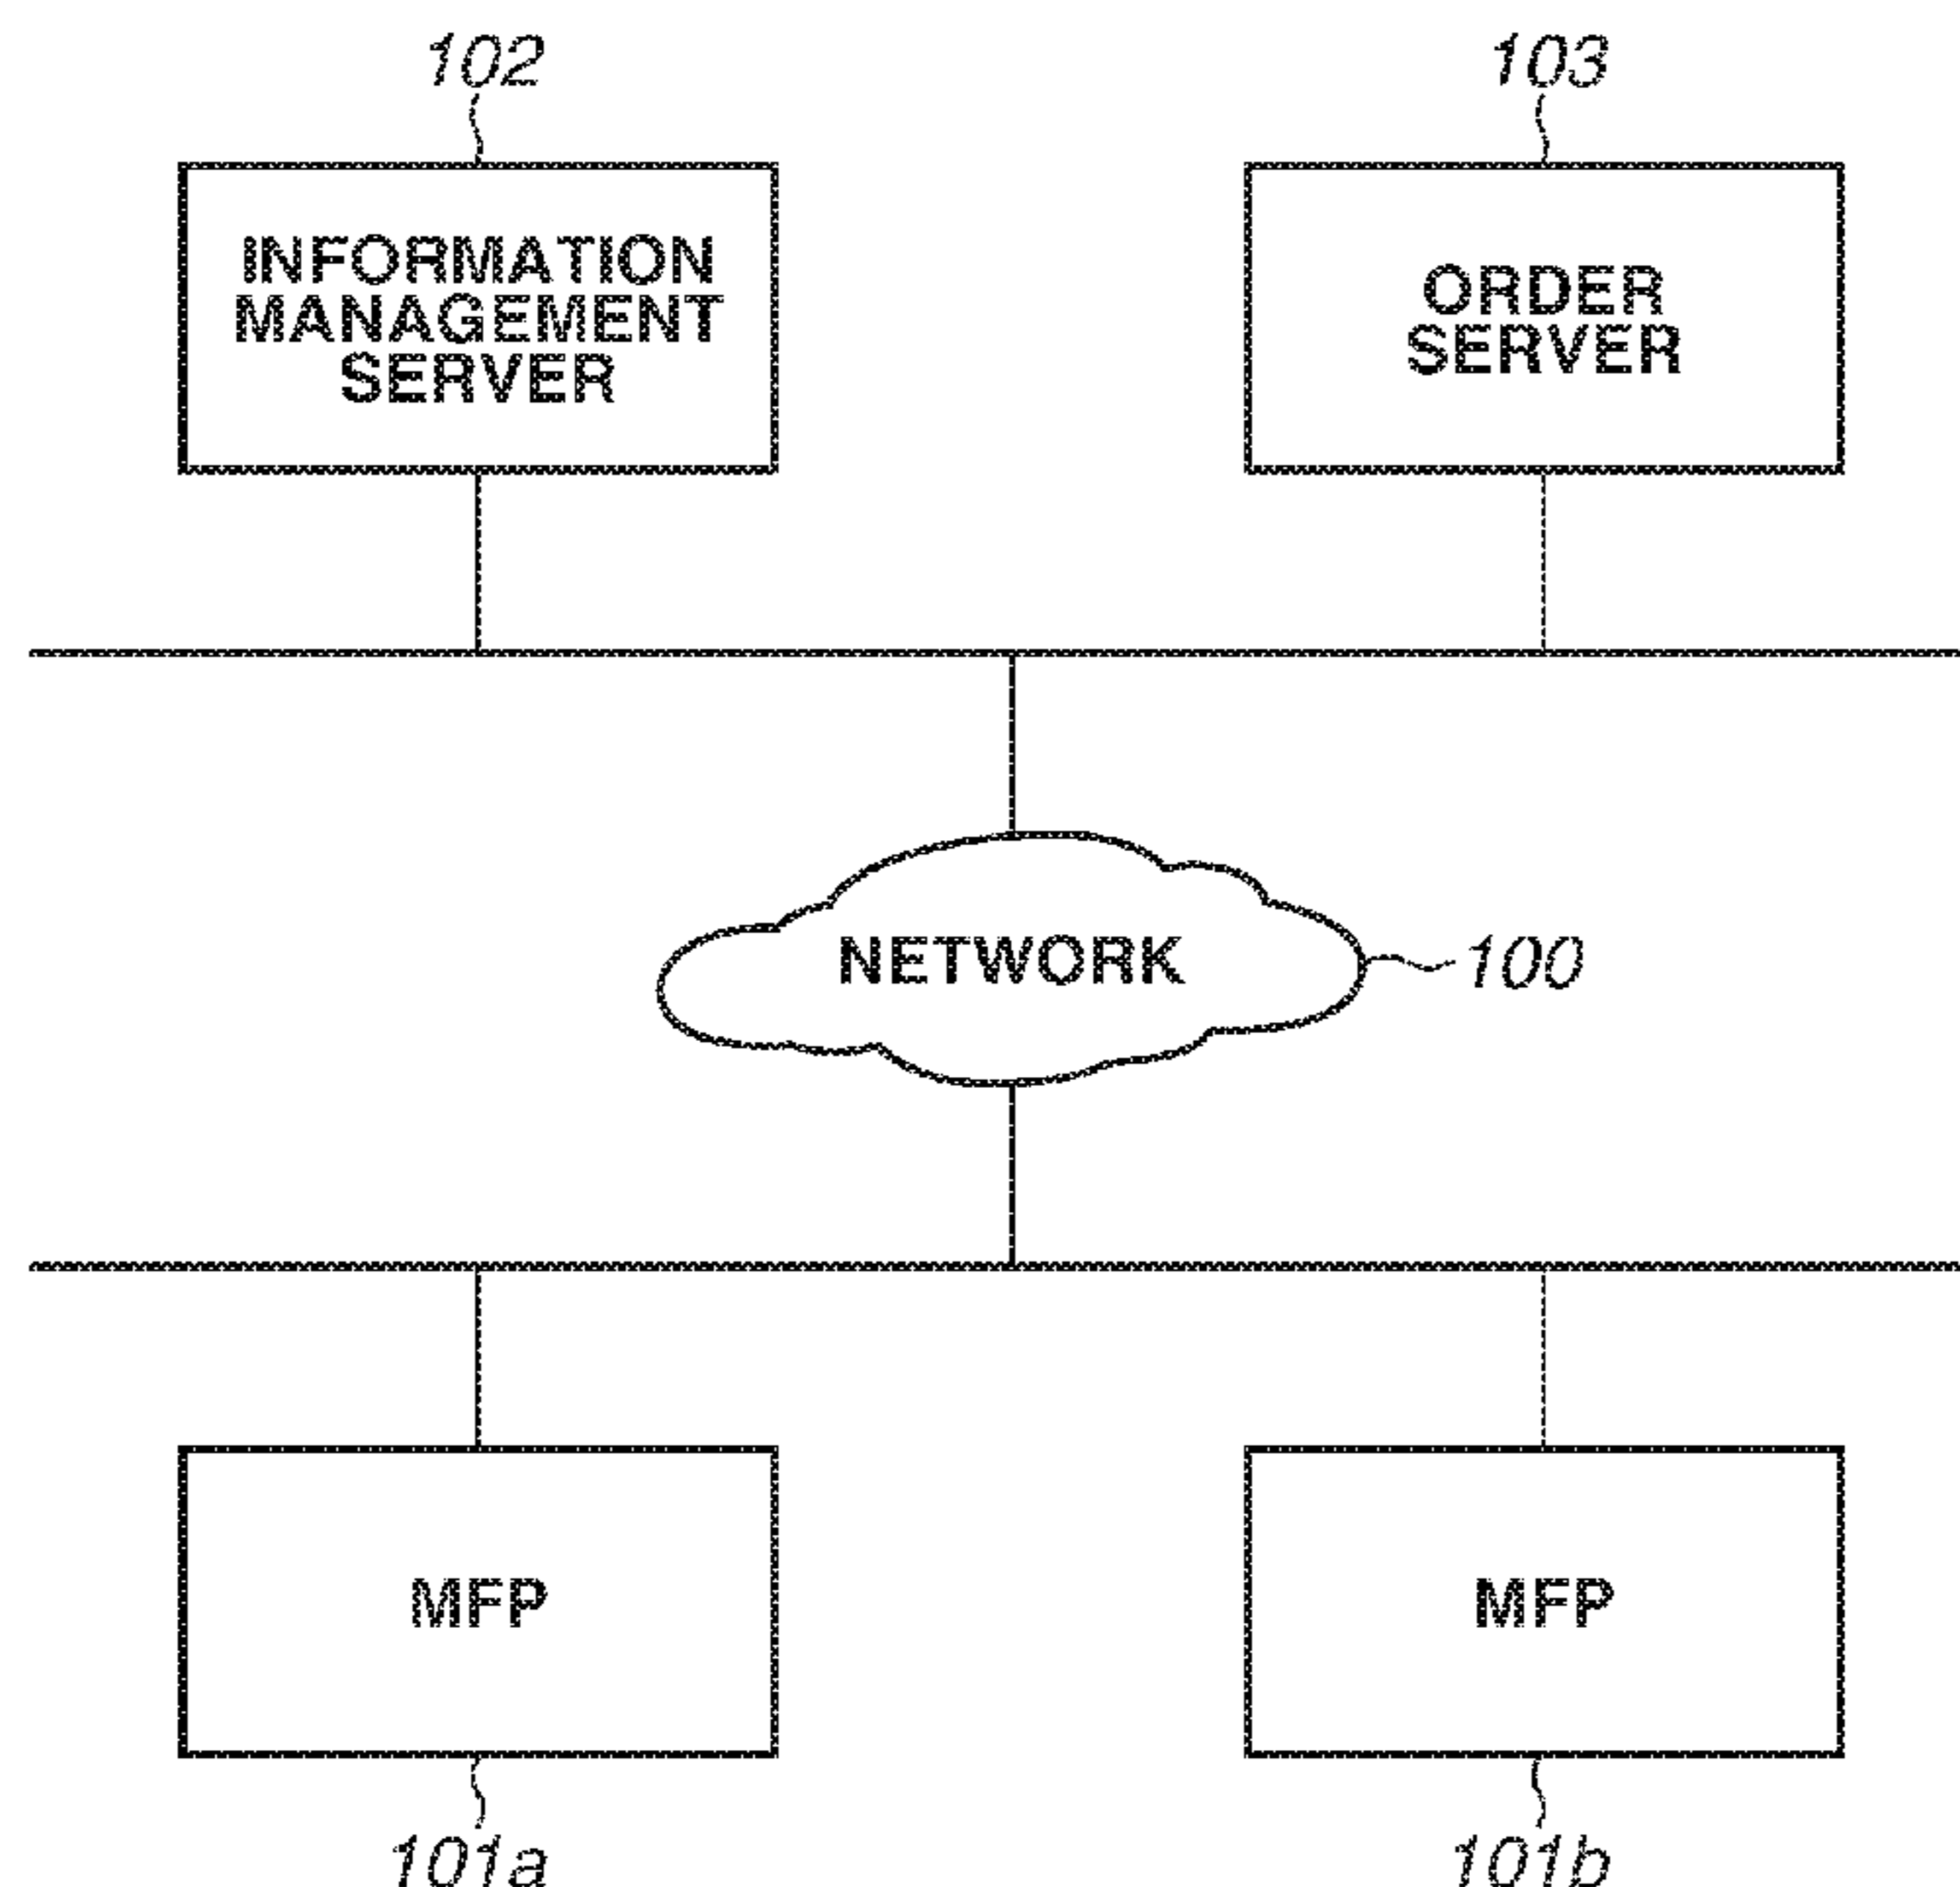 102
103
INFORMATION
MANAGEMENT
SERVER
ORDER
SERVER
NETWORK
100
MFP
MFP
101a
101b